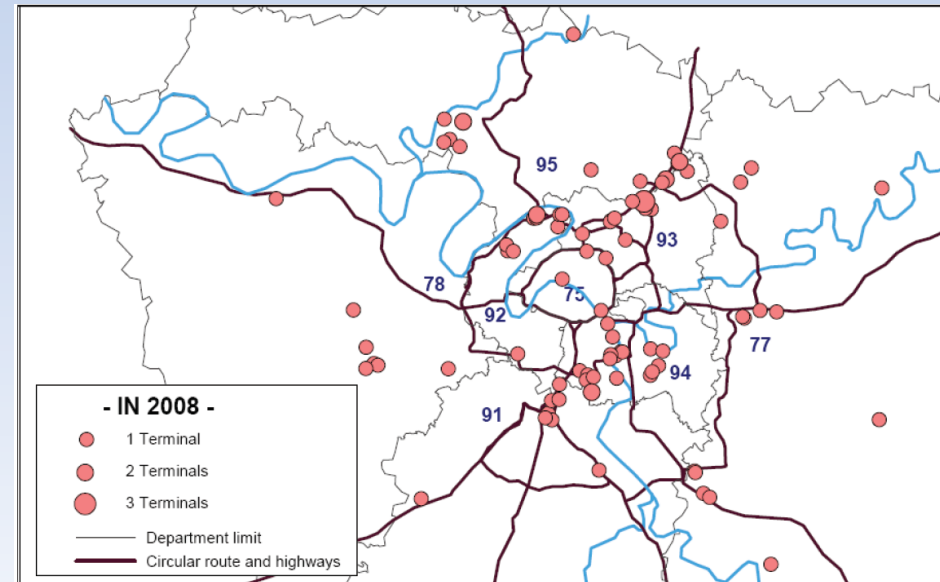 95
93
78
75
92
77
94
91
- IN 2008 -
1 Terminal
2 Terminals
3 Terminals
Department limit
Circular route and highways